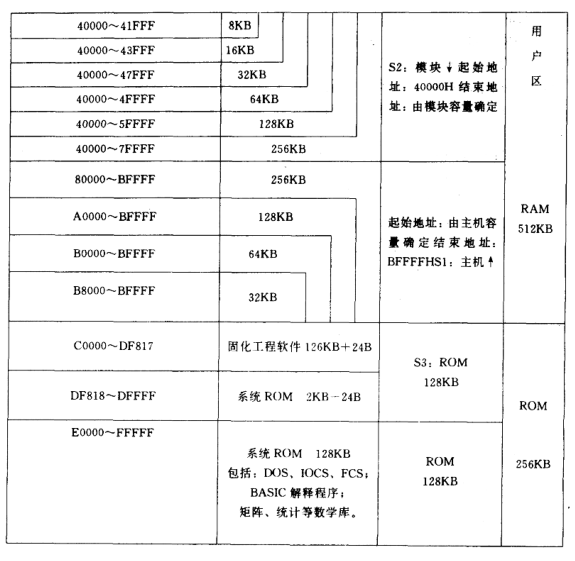 40000～41FFF 8KB
40000～43FFF 16KB
40000～47FFF 32KB
40000～4FFFF 64KB
40000～5FFFF 128KB
40000～7FFFF 256KB
S2：模块↓起始地
址：40000H 结束地
址：由模块容量确定
80000～BFFFF 256KB
A0000～BFFFF 128KB
B0000～BFFFF 64KB
B8000～BFFFF 32KB
起始地址：由主机容
量确定结束地址：
BFFFFHS1：主机↑
用
户
区
RAM
512KB
C0000～DF817 固化工程软件 126KB＋24B
DF818～DFFFF 系统 ROM 2KB－24B
S3：ROM
128KB
E0000～FFFFF
系统 ROM 128KB
包括：DOS、IOCS、FCS；
BASIC 解释程序；
矩阵、统计等数学库。
ROM
128KB
ROM
256KB